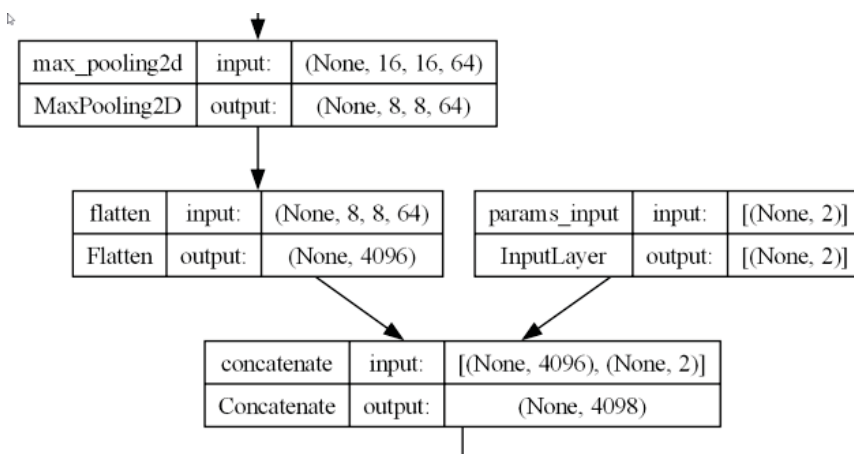 max_pooling2d input: (None, 16, 16, 64)
MaxPooling2D output: (None, 8, 8, 64)
flatten input: (None, 8, 8, 64)
Flatten output: (None, 4096)
params_input input: [(None, 2)]
InputLayer output: [(None, 2)]
concatenate input: [(None, 4096), (None, 2)]
Concatenate output: (None, 4098)